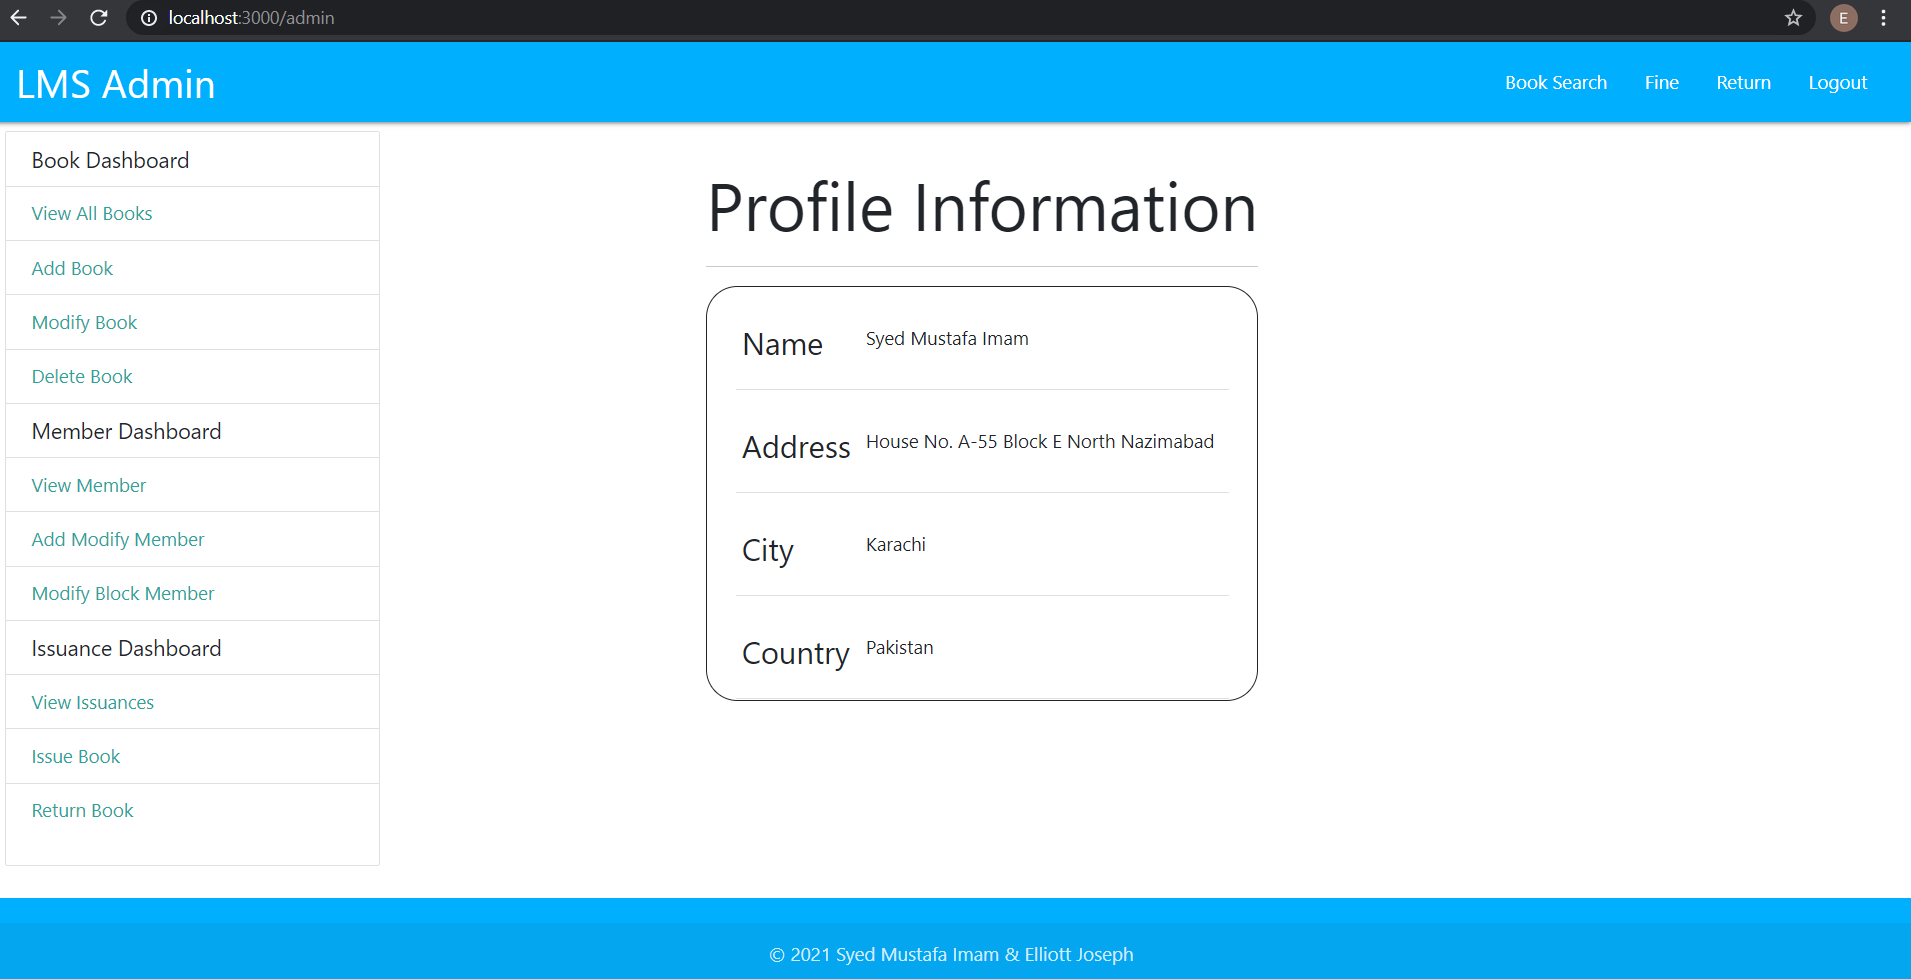 localhost:3000/admin
E
LMS Admin
Book Search Fine Return Logout
Book Dashboard
View All Books
Add Book
Modify Book
Delete Book
Member Dashboard
View Member
Add Modify Member
Modify Block Member
Issuance Dashboard
View Issuances
Issue Book
Return Book
Profile Information
Name Syed Mustafa Imam
Address House No. A-55 Block E North Nazimabad
City Karachi
Country Pakistan
© 2021 Syed Mustafa Imam & Elliott Joseph